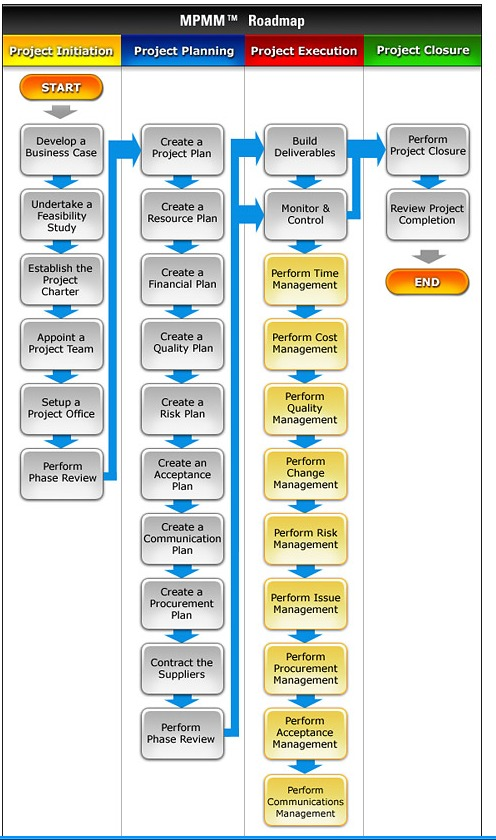 MPMM™ Roadmap
Project Initiation
Project Planning
Project Execution
Project Closure
START
Develop a
Business Case
Undertake a
Feasibility
Study
Establish the
Project
Charter
Appoint a
Project Team
Setup a
Project Office
Perform
Phase Review
Create a
Project Plan
Create a
Resource Plan
Create a
Financial Plan
Create a
Quality Plan
Create a
Risk Plan
Create an
Acceptance
Plan
Create a
Communication
Plan
Create a
Procurement
Plan
Contract the
Suppliers
Perform
Phase Review
Build
Deliverables
Monitor &
Control
Perform Time
Management
Perform Cost
Management
Perform
Quality
Management
Perform
Change
Management
Perform Risk
Management
Perform Issue
Management
Perform
Procurement
Management
Perform
Acceptance
Management
Perform
Communications
Management
Perform
Project Closure
Review Project
Completion
END